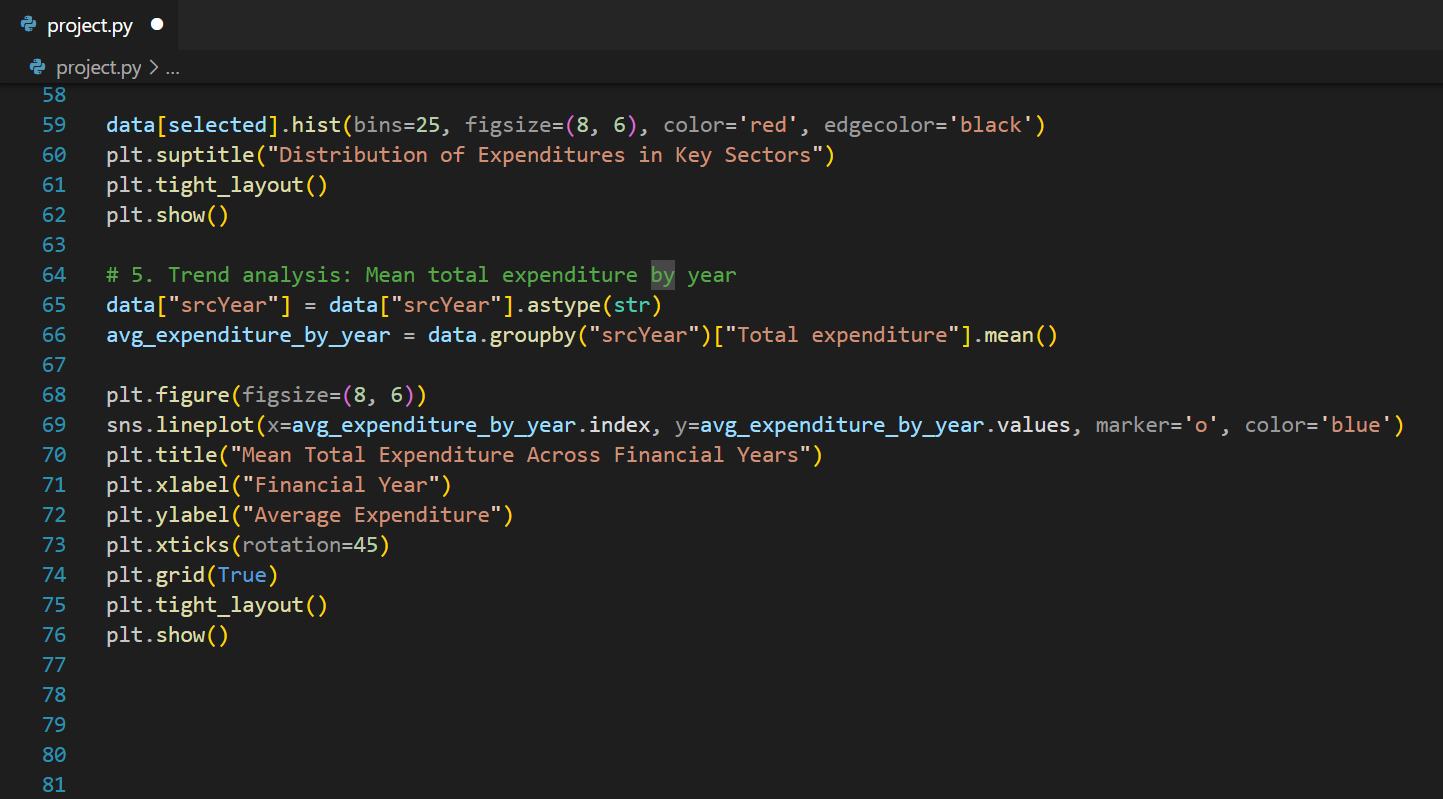 project.py
project.py > ...
58
59 data[selected].hist(bins=25, figsize=(8, 6), color='red', edgecolor='black')
60 plt.suptitle("Distribution of Expenditures in Key Sectors")
61 plt.tight_layout()
62 plt.show()
63
64 # 5. Trend analysis: Mean total expenditure by year
65 data["srcYear"] = data["srcYear"].astype(str)
66 avg_expenditure_by_year = data.groupby("srcYear")["Total expenditure"].mean()
67
68 plt.figure(figsize=(8, 6))
69 sns.lineplot(x=avg_expenditure_by_year.index, y=avg_expenditure_by_year.values, marker='o', color='blue')
70 plt.title("Mean Total Expenditure Across Financial Years")
71 plt.xlabel("Financial Year")
72 plt.ylabel("Average Expenditure")
73 plt.xticks(rotation=45)
74 plt.grid(True)
75 plt.tight_layout()
76 plt.show()
77
78
79
80
81